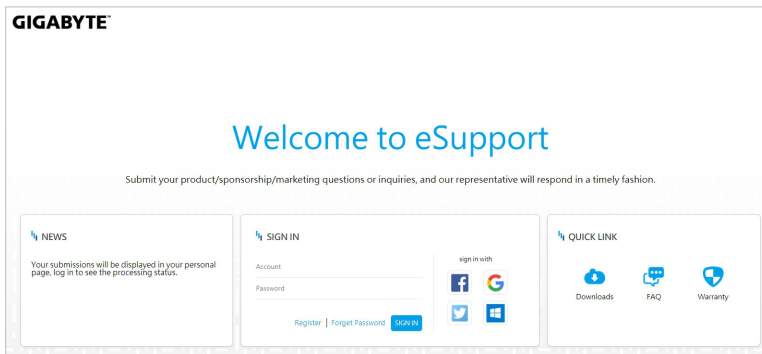 GIGABYTE™
Welcome to eSupport
Submit your product/sponsorship/marketing questions or inquiries, and our representative will respond in a timely fashion.
NEWS
Your submissions will be displayed in your personal
page, log in to see the processing status.
SIGN IN
Account
Password
Register | Forget Password SIGN IN
sign in with
QUICK LINK
Downloads FAQ Warranty